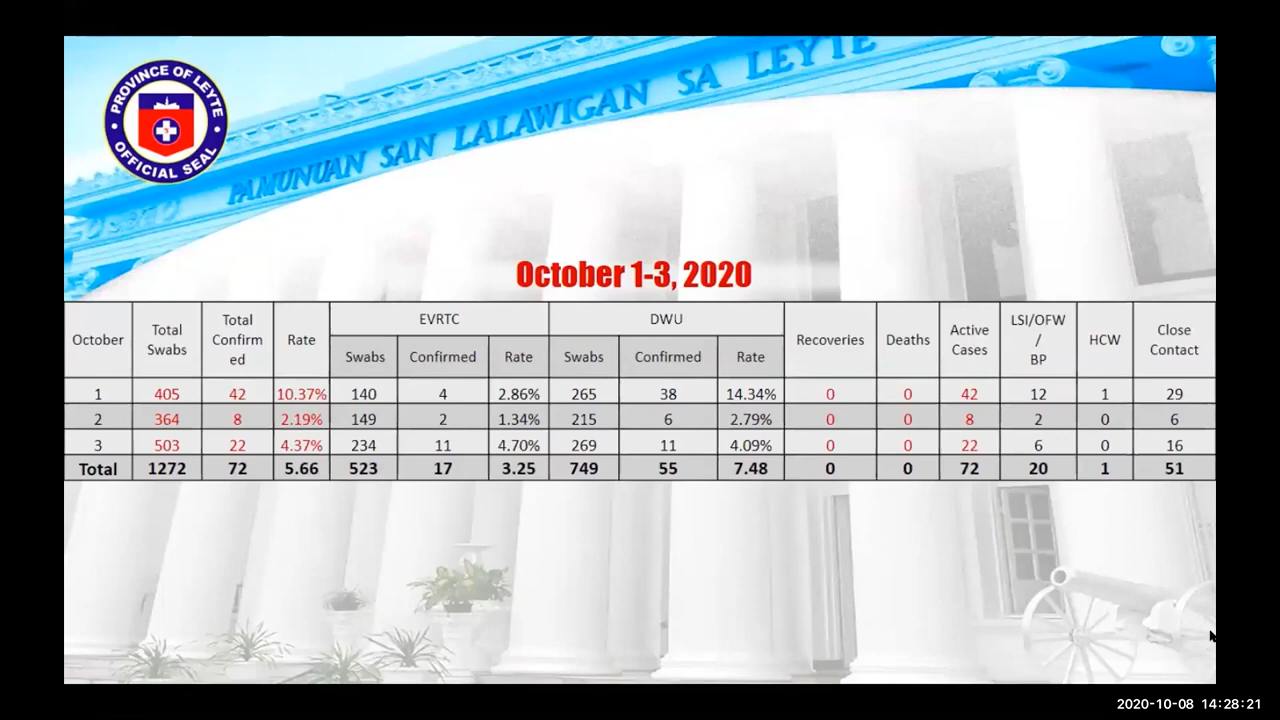 PROVINCE OF LEYTE
OFFICIAL SEAL
PAMUNUAN SAN LALAWIGAN SA LEYTE
October 1-3, 2020
October Total Swabs Total Confirm ed Rate EVRTC DWU Recoveries Deaths Active Cases LSI/OFW / BP HCW Close Contact
Swabs Confirmed Rate Swabs Confirmed Rate
1 405 42 10.37% 140 4 2.86% 265 38 14.34% 0 0 42 12 1 29
2 364 8 2.19% 149 2 1.34% 215 6 2.79% 0 0 8 2 0 6
3 503 22 4.37% 234 11 4.70% 269 11 4.09% 0 0 22 6 0 16
Total 1272 72 5.66 523 17 3.25 749 55 7.48 0 0 72 20 1 51
2020-10-08 14:28:21